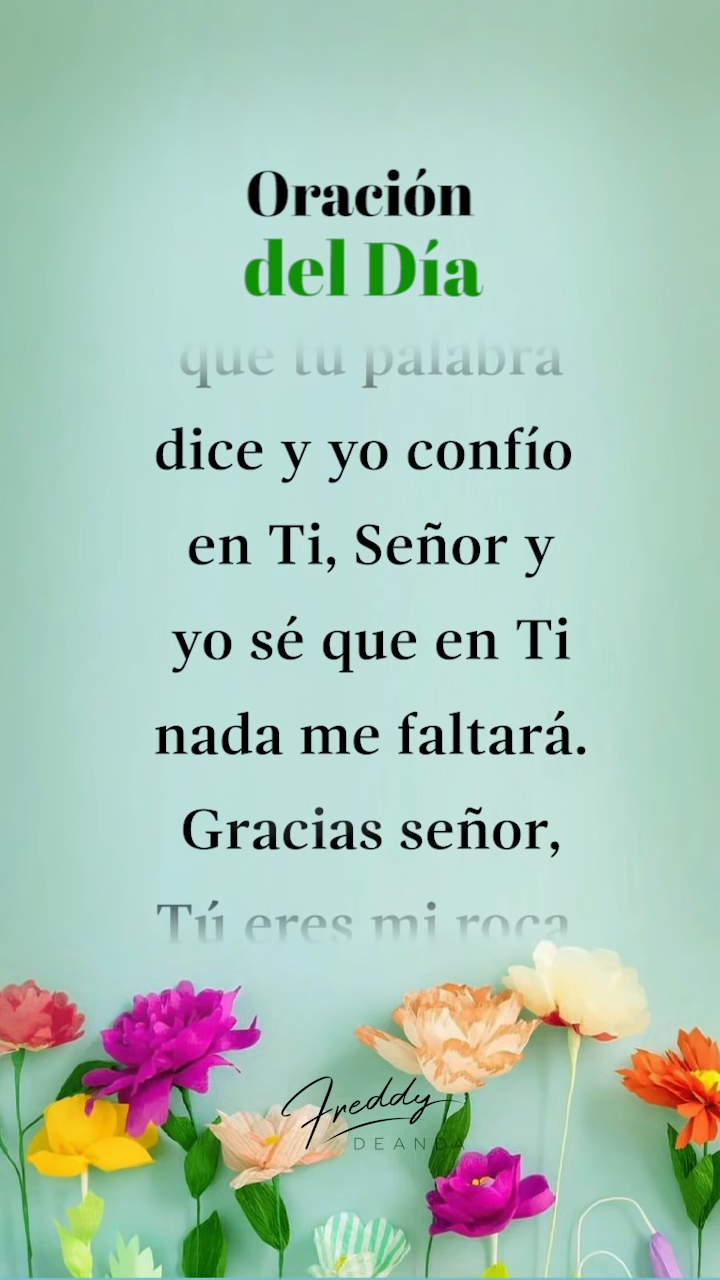 Oración
del Día
que tu palabra
dice y yo confío
en Ti, Señor y
yo sé que en Ti
nada me faltará.
Gracias señor,
Tú eres mi roca
Freddy
DEANDA